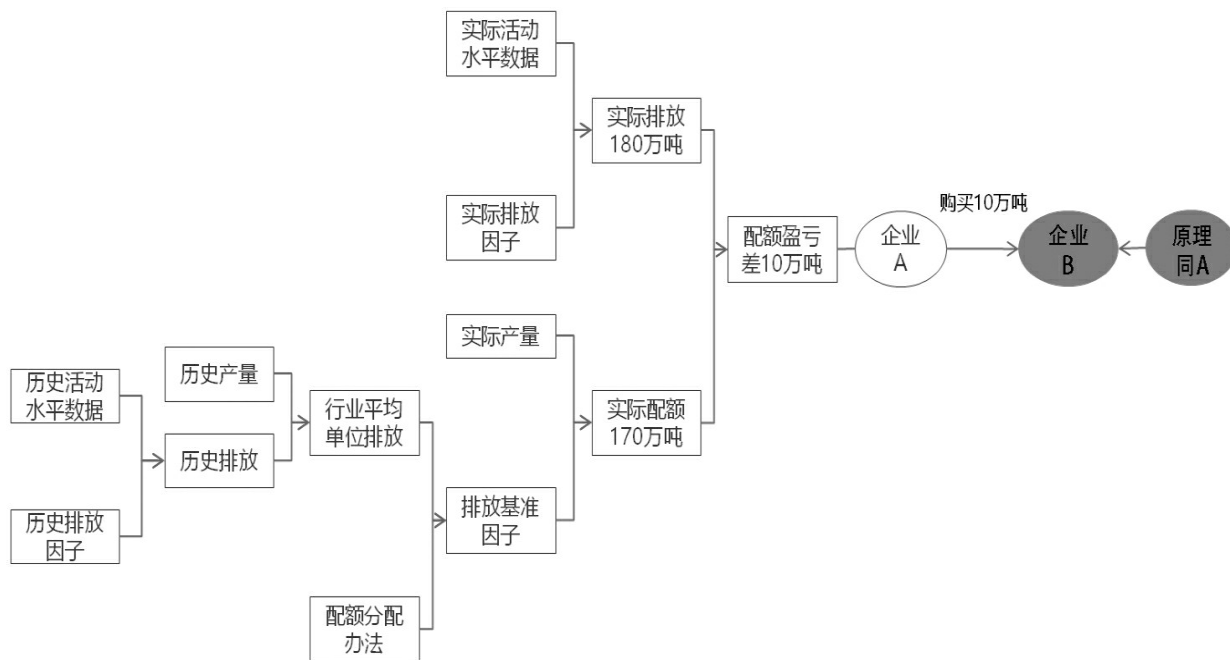 实际活动
水平数据
实际排放
180万吨
实际排放
因子
购买10万吨
配额盈亏
差10万吨
企业
A
企业
B
原理
同A
实际产量
历史产量
历史活动
水平数据
行业平均
单位排放
实际配额
170万吨
历史排放
历史排放
因子
排放基准
因子
配额分配
办法